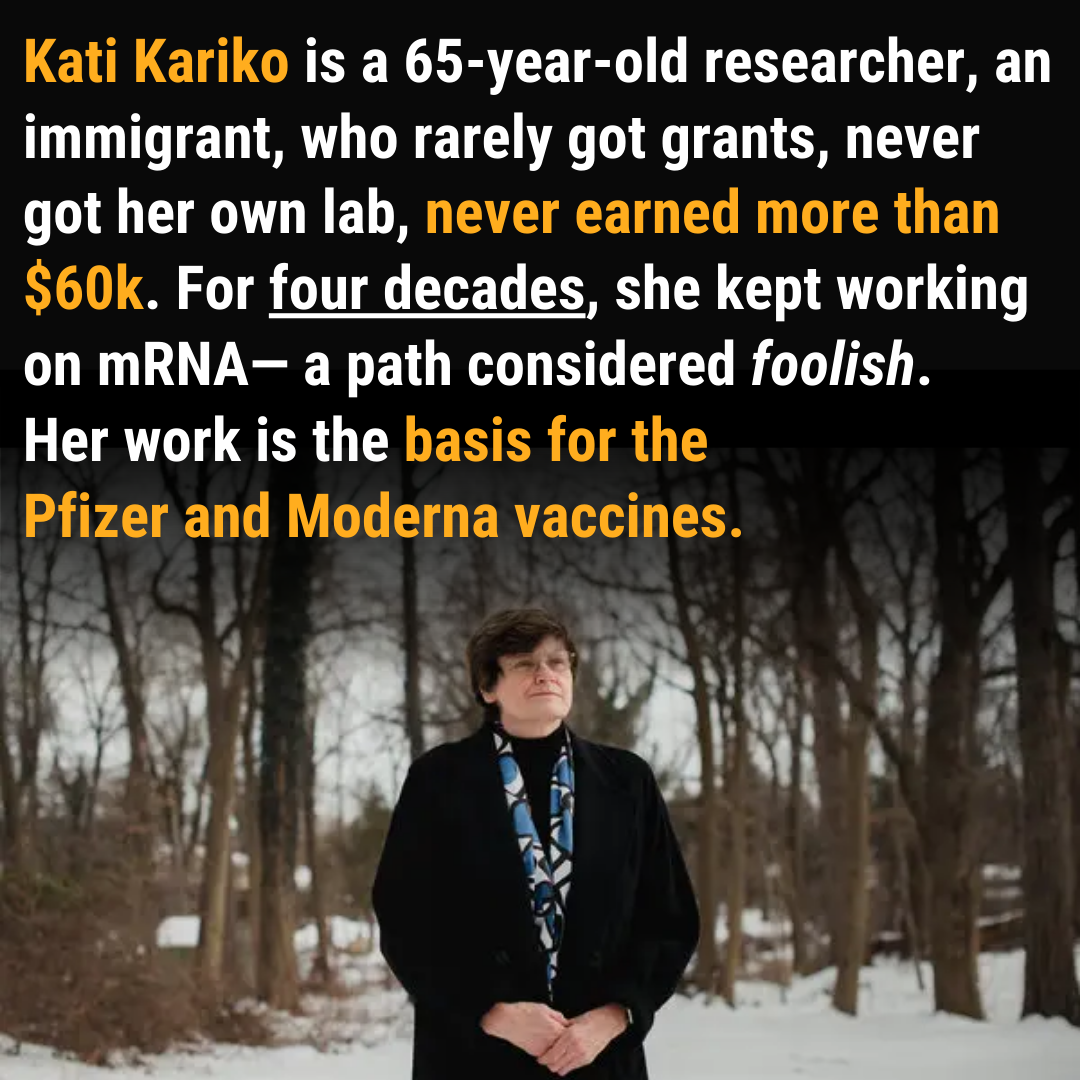 Kati Kariko is a 65-year-old researcher, an
immigrant, who rarely got grants, never
got her own lab, never earned more than
$60k. For four decades, she kept working
on mRNA— a path considered foolish.
Her work is the basis for the
Pfizer and Moderna vaccines.